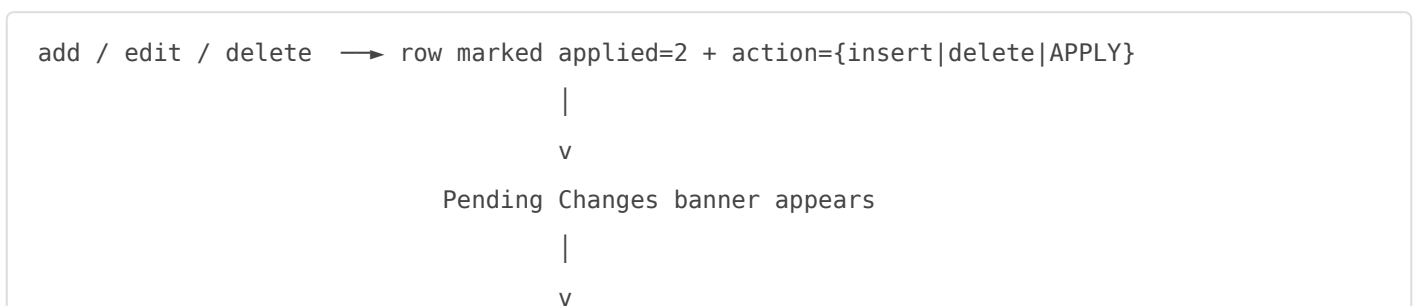 add / edit / delete ──► row marked applied=2 + action={insert|delete|APPLY}
│
v
Pending Changes banner appears
│
v